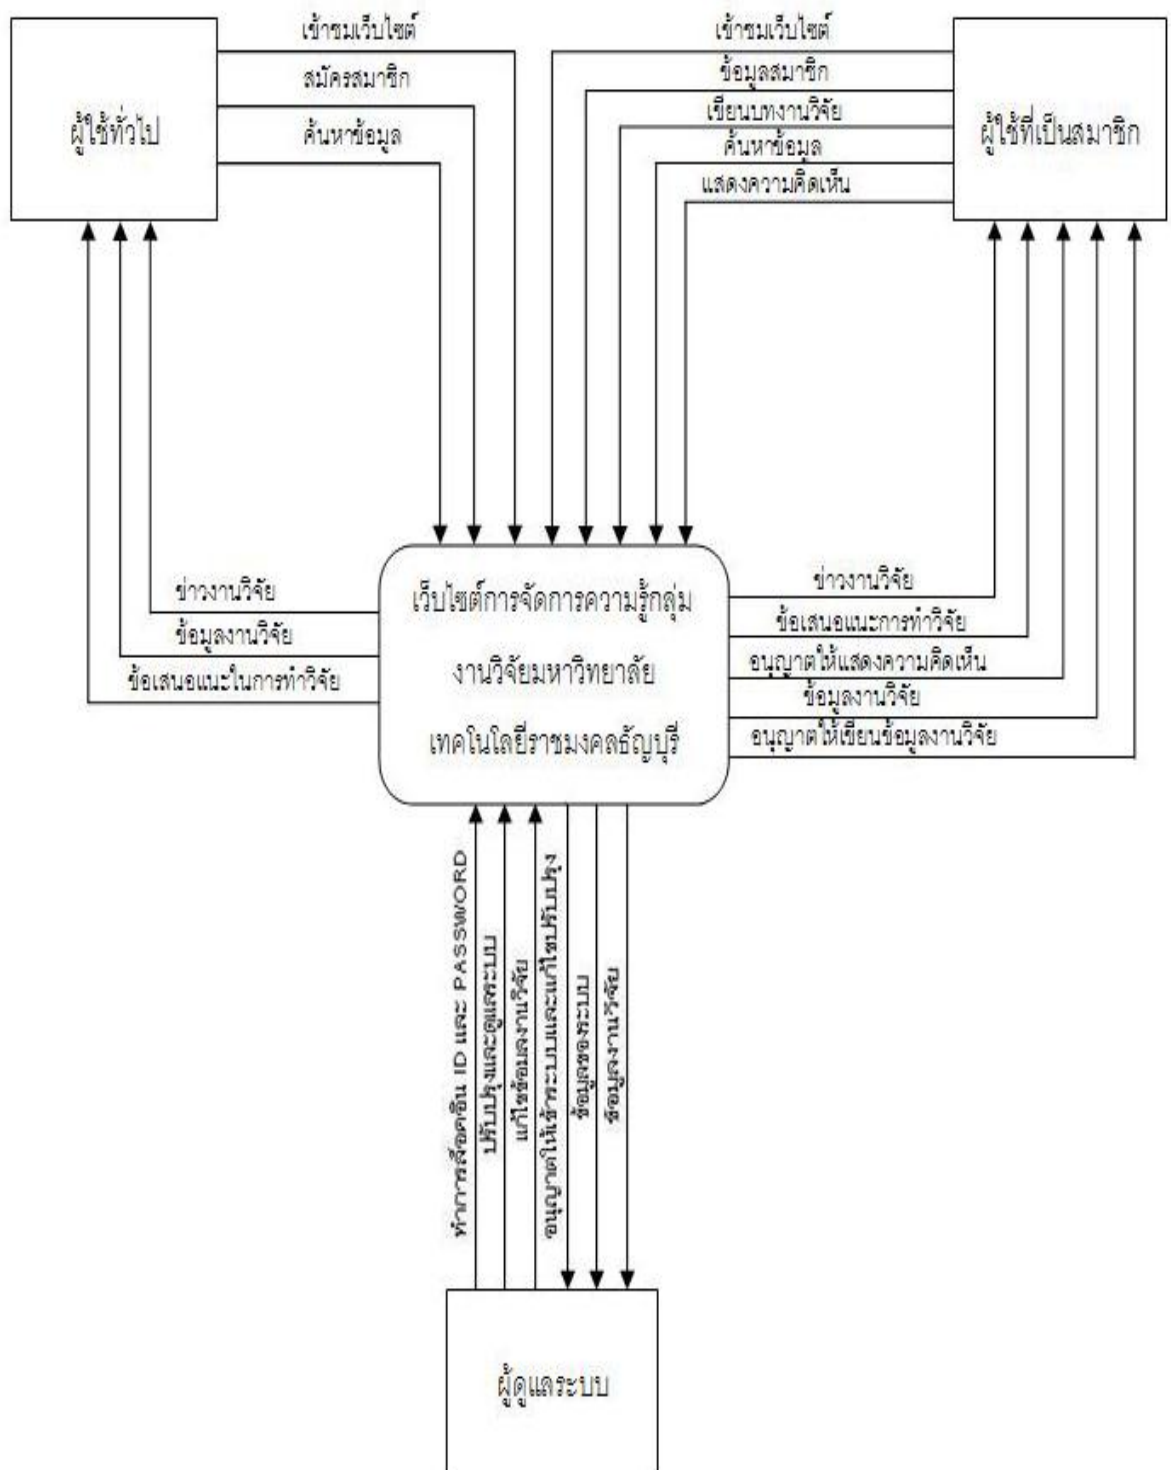 เข้าชมเว็บไซต์
สมัครสมาชิก
ค้นหาข้อมูล
ผู้ใช้ทั่วไป
เข้าชมเว็บไซต์
ข้อมูลสมาชิก
เขียนบทงานวิจัย
ค้นหาข้อมูล
แสดงความคิดเห็น
ผู้ใช้ที่เป็นสมาชิก
ข่าวงานวิจัย
ข้อมูลงานวิจัย
ข้อเสนอแนะในการทำวิจัย
เว็บไซต์การจัดการความรู้กลุ่ม
งานวิจัยมหาวิทยาลัย
เทคโนโลยีราชมงคลธัญบุรี
ข่าวงานวิจัย
ข้อเสนอแนะการทำวิจัย
อนุญาตให้แสดงความคิดเห็น
ข้อมูลงานวิจัย
อนุญาตให้เขียนข้อมูลงานวิจัย
ทำการล็อคอิน ID และ PASSWORD
ปรับปรุงและดูแลระบบ
แก้ไขข้อมูลงานวิจัย
อนุญาตให้เข้าระบบและแก้ไขปรับปรุง
ข้อมูลของระบบ
ข้อมูลงานวิจัย
ผู้ดูแลระบบ